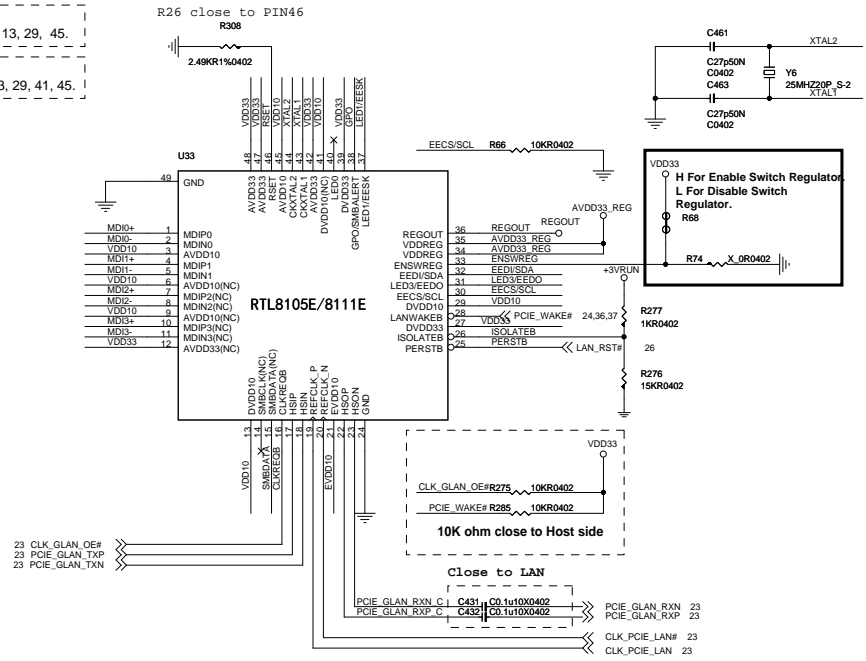 13, 29, 45.
3, 29, 41, 45.
R26 close to PIN46
R308
2.49KR1%0402
VDD33
VDD33
RSET
VDD10
XTAL2
XTAL1
VDD33
VDD10
VDD33
GPO
LED1/EESK
48
47
46
45
44
43
42
41
40
39
38
37
U33
AVDD33
AVDD33
RSET
AVDD10
CKXTAL2
CKXTAL1
AVDD33
DVDD10(NC)
LED0
DVDD33
GPO/SMBALERT
LED1/EESK
49 GND
MDI0+ 1 MDIP0
MDI0- 2 MDIN0
VDD10 3 AVDD10
MDI1+ 4 MDIP1
MDI1- 5 MDIN1
VDD10 6 AVDD10(NC)
MDI2+ 7 MDIP2(NC)
MDI2- 8 MDIN2(NC)
VDD10 9 AVDD10(NC)
MDI3+ 10 MDIP3(NC)
MDI3- 11 MDIN3(NC)
VDD33 12 AVDD33(NC)
RTL8105E/8111E
REGOUT 36 REGOUT
REGOUT
VDDREG 35 AVDD33_REG
VDDREG 34 AVDD33_REG
AVDD33_REG
ENSWREG 33 ENSWREG
EEDI/SDA 32 EEDI/SDA
LED3/EEDO 31 LED3/EEDO
EECS/SCL 30 EECS/SCL
DVDD10 29 VDD10
LANWAKEB 28 PCIE_WAKE# 24,36,37
DVDD33 27 VDD33
ISOLATEB 26 ISOLATEB
PERSTB 25 PERSTB
LAN_RST# 26
DVDD10
SMBCLK(NC)
SMBDATA(NC)
CLKREQB
HSIP
HSIN
REFCLK_P
REFCLK_N
EVDD10
HSOP
HSON
GND
13
14
15
16
17
18
19
20
21
22
23
24
VDD10
SMBDATA
CLKREQB
EVDD10
EECS/SCL R66 10KR0402
C461
C27p50N
C0402
C463
C27p50N
C0402
XTAL2
Y6
25MHZ20P_S-2
XTAL1
VDD33
H For Enable Switch Regulator.
L For Disable Switch
Regulator.
R68
R74 X_0R0402
+3VRUN
R277
1KR0402
R276
15KR0402
VDD33
CLK_GLAN_OE# R275 10KR0402
PCIE_WAKE# R285 10KR0402
10K ohm close to Host side
23 CLK_GLAN_OE#
23 PCIE_GLAN_TXP
23 PCIE_GLAN_TXN
Close to LAN
PCIE_GLAN_RXN_C C431 C0.1u10X0402 PCIE_GLAN_RXN 23
PCIE_GLAN_RXP_C C432 C0.1u10X0402 PCIE_GLAN_RXP 23
CLK_PCIE_LAN# 23
CLK_PCIE_LAN 23